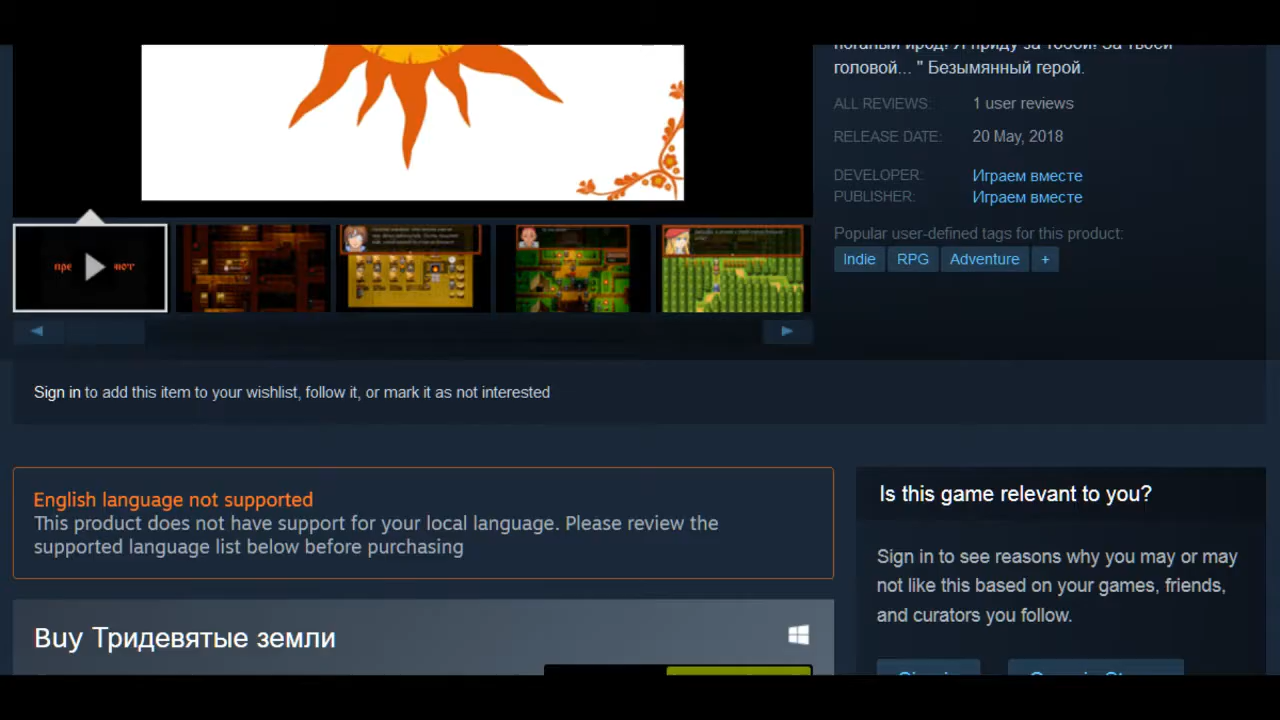 поганый ирод! Я приду за тобой! За твоей
головой... " Безымянный герой.
ALL REVIEWS: 1 user reviews
RELEASE DATE: 20 May, 2018
DEVELOPER: Играем вместе
PUBLISHER: Играем вместе
Popular user-defined tags for this product:
Indie RPG Adventure +
Sign in to add this item to your wishlist, follow it, or mark it as not interested
English language not supported
This product does not have support for your local language. Please review the
supported language list below before purchasing
Is this game relevant to you?
Sign in to see reasons why you may or may
not like this based on your games, friends,
and curators you follow.
Buy Тридевятые земли